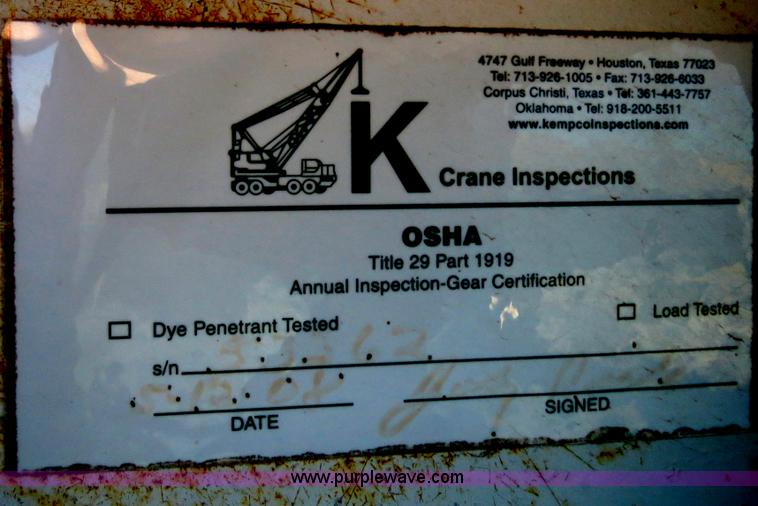 4747 Gulf Freeway • Houston, Texas 77023
Tel: 713-926-1005 • Fax: 713-926-6033
Corpus Christi, Texas • Tel: 361-443-7757
Oklahoma • Tel: 918-200-5511
www.kempcoinspections.com
K Crane Inspections
OSHA
Title 29 Part 1919
Annual Inspection-Gear Certification
Dye Penetrant Tested
Load Tested
s/n
DATE
SIGNED
www.purplewave.com